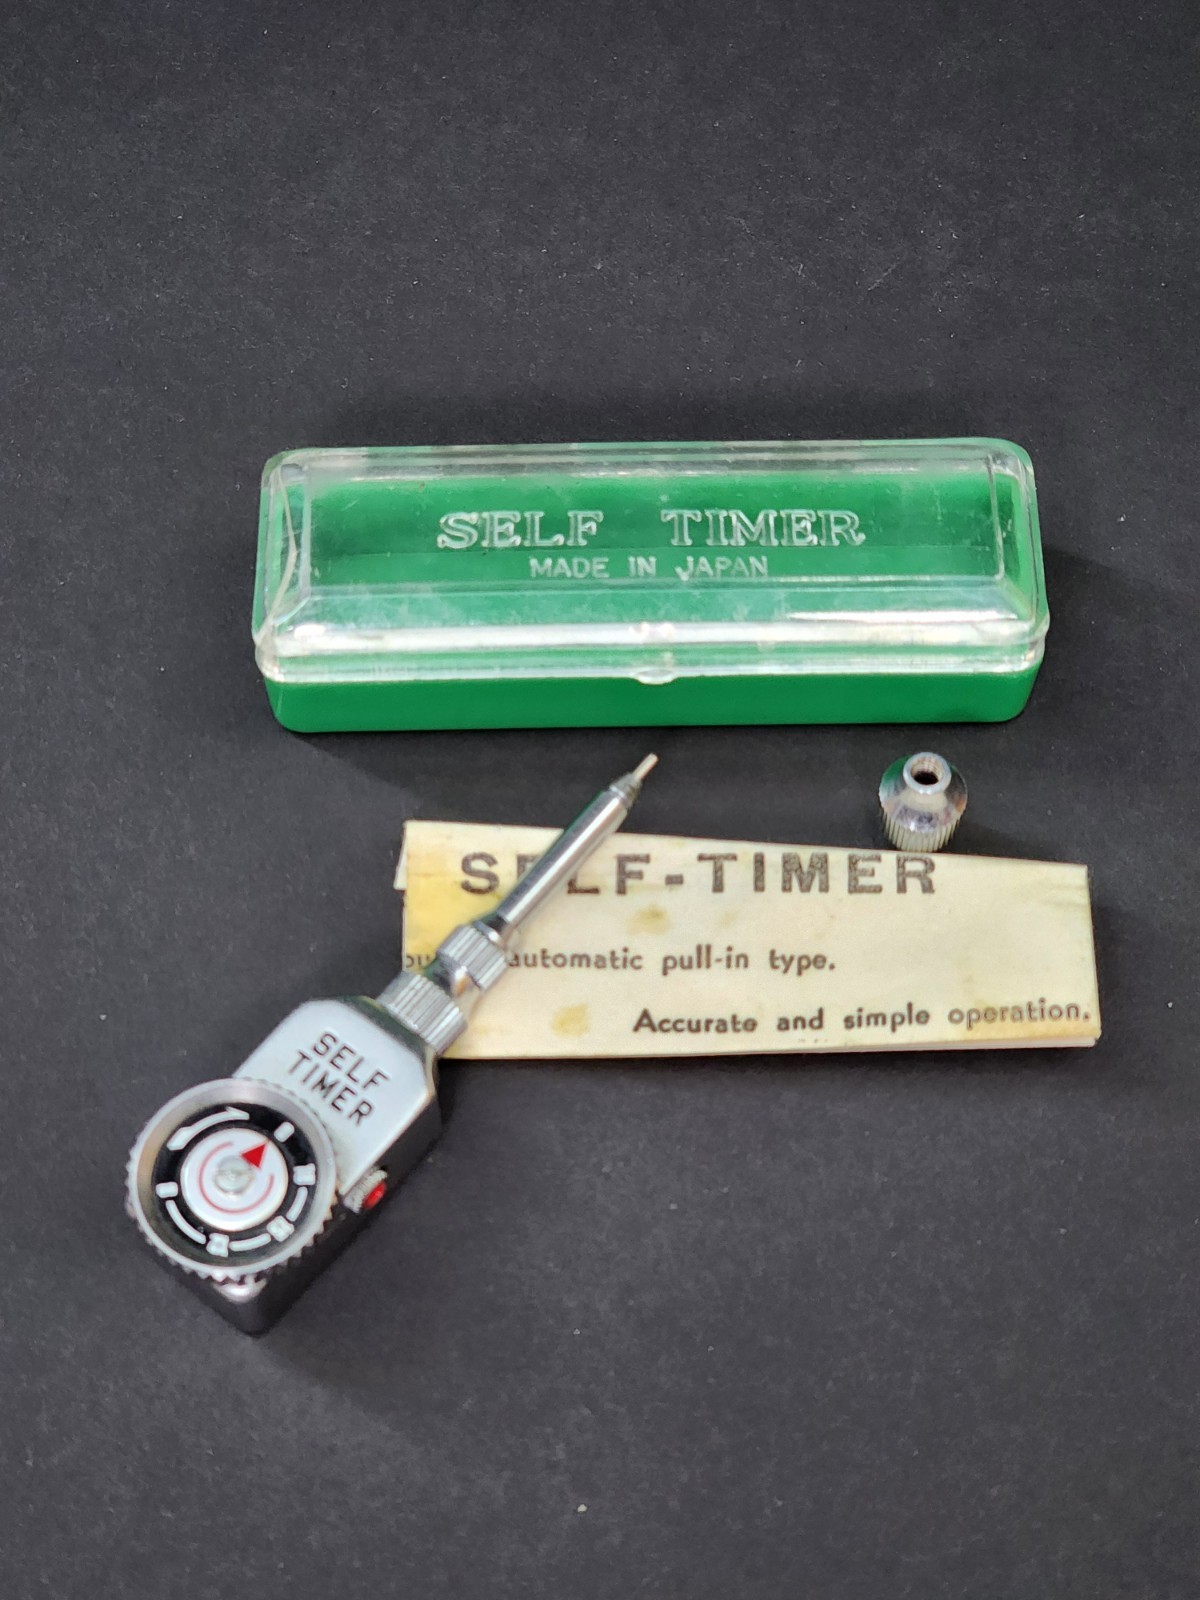 SELF TIMER
MADE IN JAPAN
SELF-TIMER
automatic pull-in type.
Accurate and simple operation.
SELF
TIMER